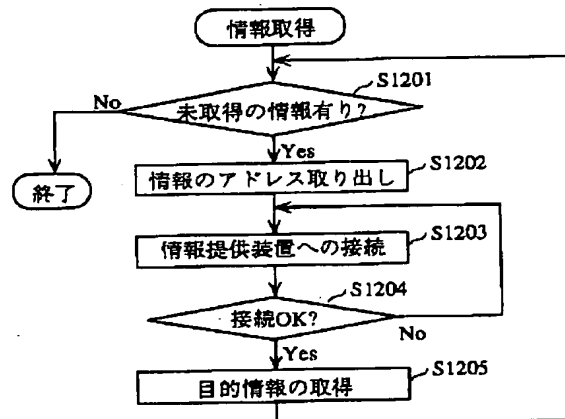 情報取得
S1201
未取得の情報有り?
No
Yes
終了
S1202
情報のアドレス取り出し
S1203
情報提供装置への接続
S1204
接続OK?
No
Yes
S1205
目的情報の取得